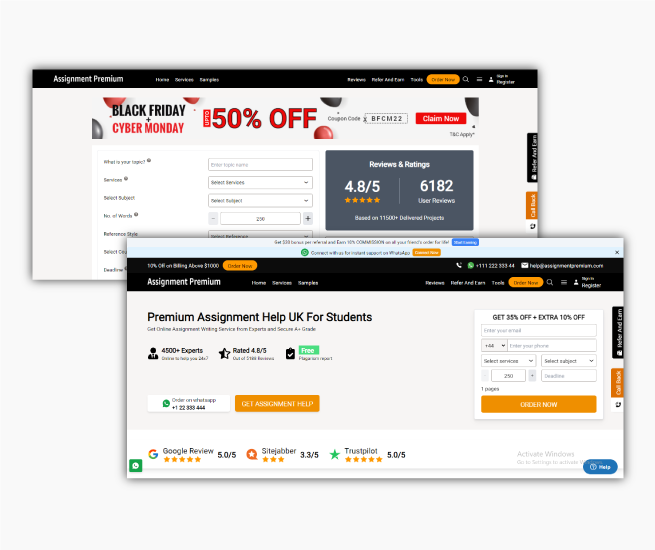 Assignment Premium Home Services Samples Reviews Refer And Earn Tools Order Now Sign in Register
BLACK FRIDAY
+
CYBER MONDAY
UPTO 50% OFF
Coupon Code BFCM22 Claim Now
T&C Apply*
What is your topic? Enter topic name
Services Select Services
Select Subject Select Subject
No. of Words - 250 +
Reference Style Select Reference
Deadline
Reviews & Ratings
4.8/5 6182
User Reviews
Based on 11500+ Delivered Projects
Refer And Earn
Call Back
Get $20 bonus per referral and Earn 10% COMMISSION on all your friend's order for life! Start Earning
Connect with us for instant support on WhatsApp Connect Now ×
10% Off on Billing Above $1000 Order Now +111 222 333 44 help@assignmentpremium.com
Assignment Premium Home Services Samples Reviews Refer And Earn Tools Order Now Sign in Register
Premium Assignment Help UK For Students
Get Online Assignment Writing Service from Experts and Secure A+ Grade
4500+ Experts
Online to help you 24x7
Rated 4.8/5
Out of 5188 Reviews
Free
Plagiarism report
Order on whatsapp
+1 22 333 444
GET ASSIGNMENT HELP
GET 35% OFF + EXTRA 10% OFF
Enter your email
+44 Enter your phone
Select services Select subject
- 250 + Deadline
1 pages
ORDER NOW
Refer And Earn
Call Back
Google Review 5.0/5
Sitejabber 3.3/5
Trustpilot 5.0/5
Activate Windows
Go to Settings to activate
Help